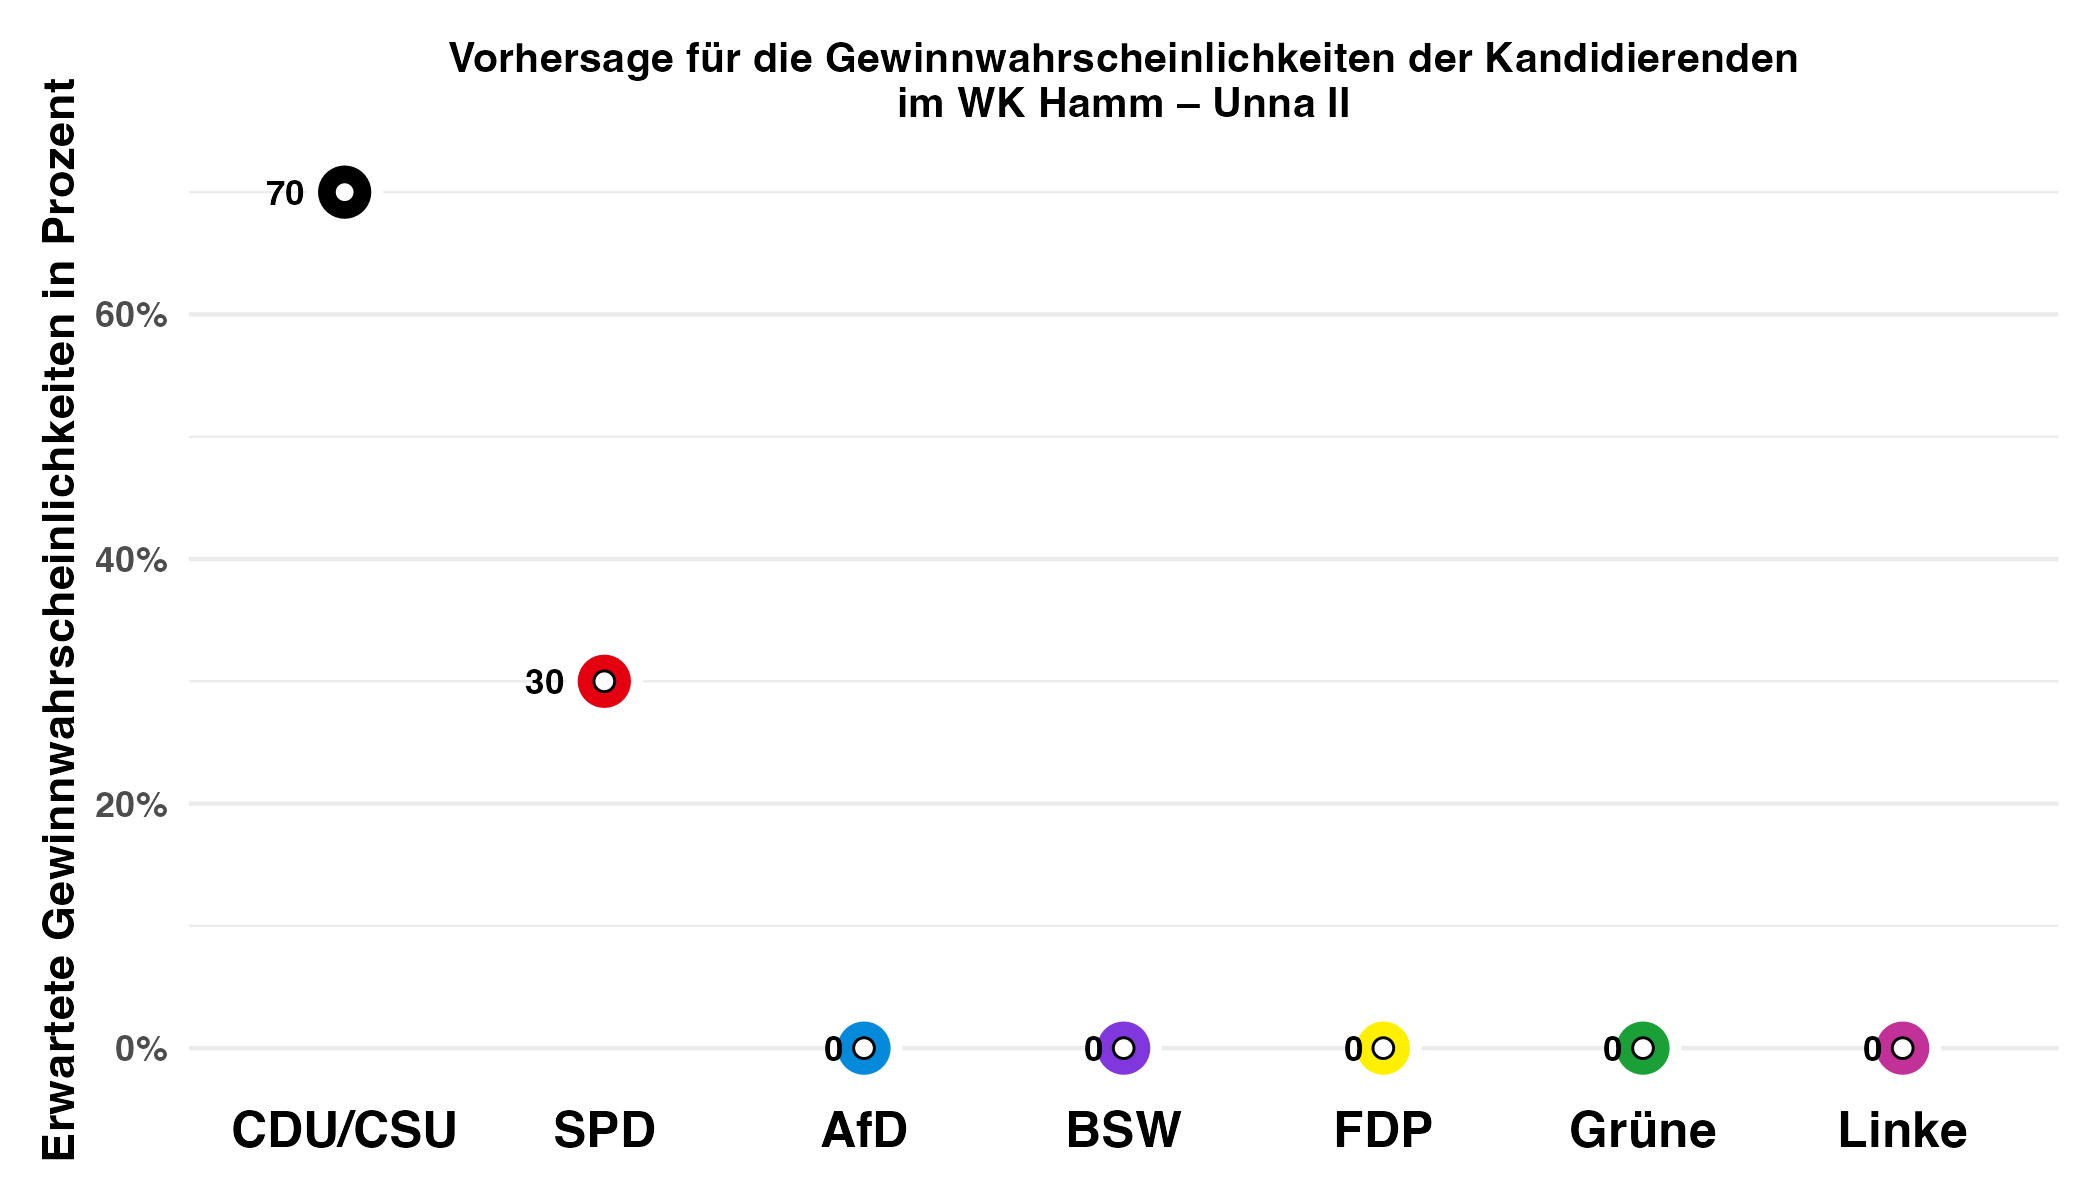 Vorhersage für die Gewinnwahrscheinlichkeiten der Kandidierenden
im WK Hamm – Unna II
Erwartete Gewinnwahrscheinlichkeiten in Prozent
70
60%
40%
30
20%
0%
0
0
0
0
0
CDU/CSU
SPD
AfD
BSW
FDP
Grüne
Linke